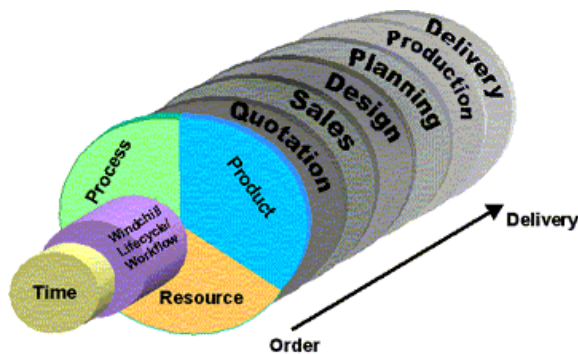 Delivery
Production
Planning
Design
Sales
Quotation
Process
Product
Windchill/
Lifecycle/
Workflow
Time
Resource
Delivery
Order